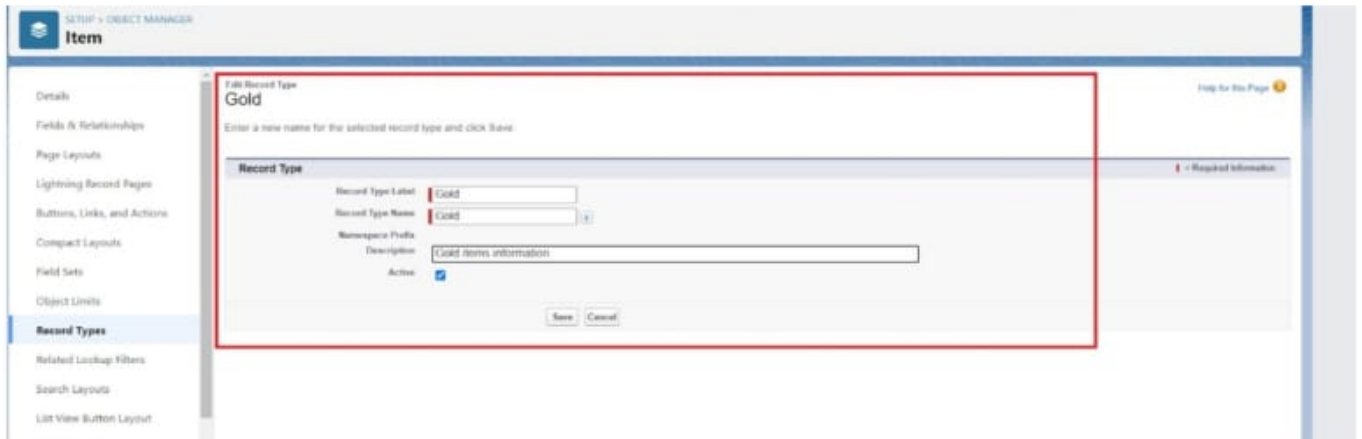 SETUP > OBJECT MANAGER
Item
Details
Fields & Relationships
Page Layouts
Lightning Record Pages
Buttons, Links, and Actions
Compact Layouts
Field Sets
Object Limits
Record Types
Related Lookup Filters
Search Layouts
List View Button Layout
Edit Record Type
Gold
Help for this Page
Enter a new name for the selected record type and click Save.
Record Type
= Required Information
Record Type Label Gold
Record Type Name Gold
Namespace Prefix
Description Gold items information
Active
Save Cancel